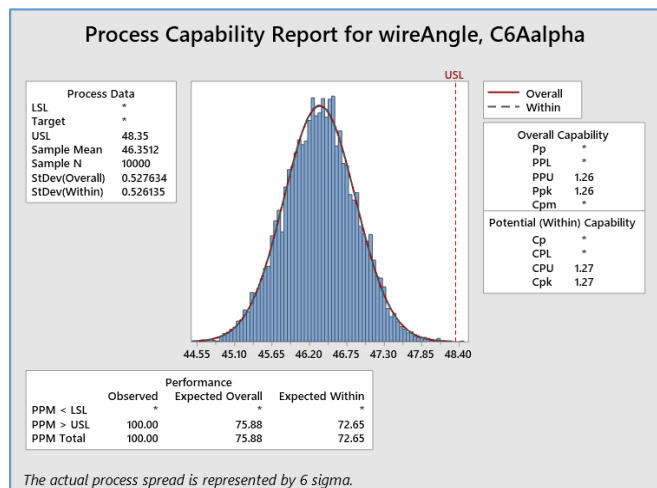 Process Capability Report for wireAngle, C6Aalpha
Process Data
LSL *
Target *
USL 48.35
Sample Mean 46.3512
Sample N 10000
StDev(Overall) 0.527634
StDev(Within) 0.526135
USL
Overall
Within
Overall Capability
Pp *
PPL *
PPU 1.26
Ppk 1.26
Cpm *
Potential (Within) Capability
Cp *
CPL *
CPU 1.27
Cpk 1.27
44.55 45.10 45.65 46.20 46.75 47.30 47.85 48.40
Performance
Observed Expected Overall Expected Within
PPM < LSL * * *
PPM > USL 100.00 75.88 72.65
PPM Total 100.00 75.88 72.65
The actual process spread is represented by 6 sigma.